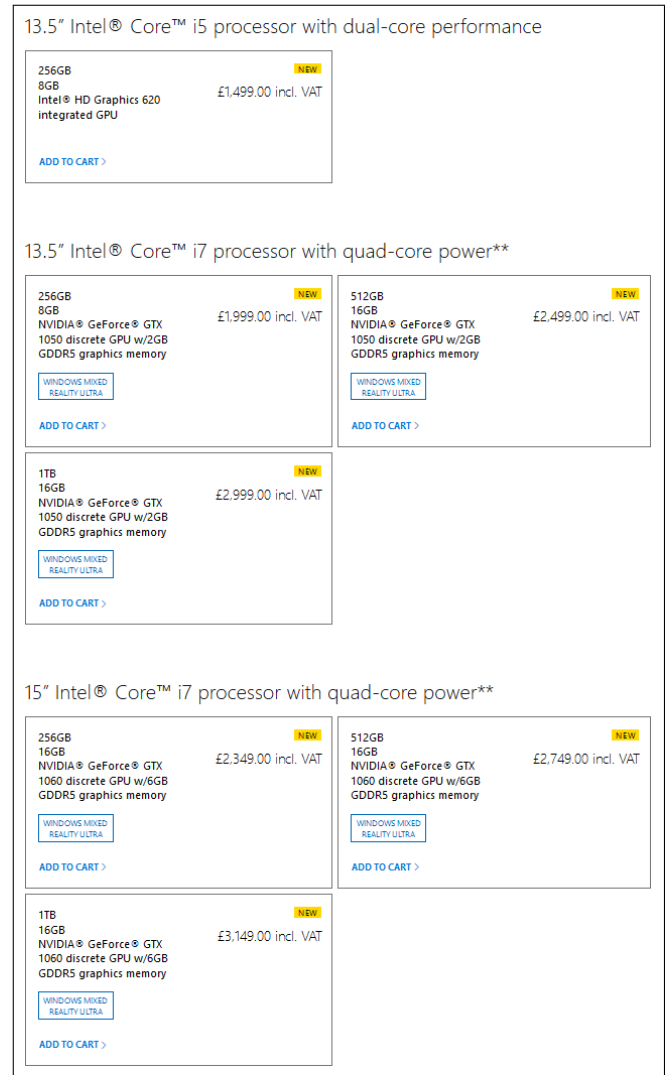 13.5" Intel® Core™ i5 processor with dual-core performance
256GB
NEW
8GB
£1,499.00 incl. VAT
Intel® HD Graphics 620
integrated GPU
ADD TO CART >
13.5" Intel® Core™ i7 processor with quad-core power**
256GB
NEW
8GB
£1,999.00 incl. VAT
NVIDIA® GeForce® GTX
1050 discrete GPU w/2GB
GDDR5 graphics memory
WINDOWS MIXED
REALITY ULTRA
ADD TO CART >
512GB
NEW
16GB
£2,499.00 incl. VAT
NVIDIA® GeForce® GTX
1050 discrete GPU w/2GB
GDDR5 graphics memory
WINDOWS MIXED
REALITY ULTRA
ADD TO CART >
1TB
NEW
16GB
£2,999.00 incl. VAT
NVIDIA® GeForce® GTX
1050 discrete GPU w/2GB
GDDR5 graphics memory
WINDOWS MIXED
REALITY ULTRA
ADD TO CART >
15" Intel® Core™ i7 processor with quad-core power**
256GB
NEW
16GB
£2,349.00 incl. VAT
NVIDIA® GeForce® GTX
1060 discrete GPU w/6GB
GDDR5 graphics memory
WINDOWS MIXED
REALITY ULTRA
ADD TO CART >
512GB
NEW
16GB
£2,749.00 incl. VAT
NVIDIA® GeForce® GTX
1060 discrete GPU w/6GB
GDDR5 graphics memory
WINDOWS MIXED
REALITY ULTRA
ADD TO CART >
1TB
NEW
16GB
£3,149.00 incl. VAT
NVIDIA® GeForce® GTX
1060 discrete GPU w/6GB
GDDR5 graphics memory
WINDOWS MIXED
REALITY ULTRA
ADD TO CART >